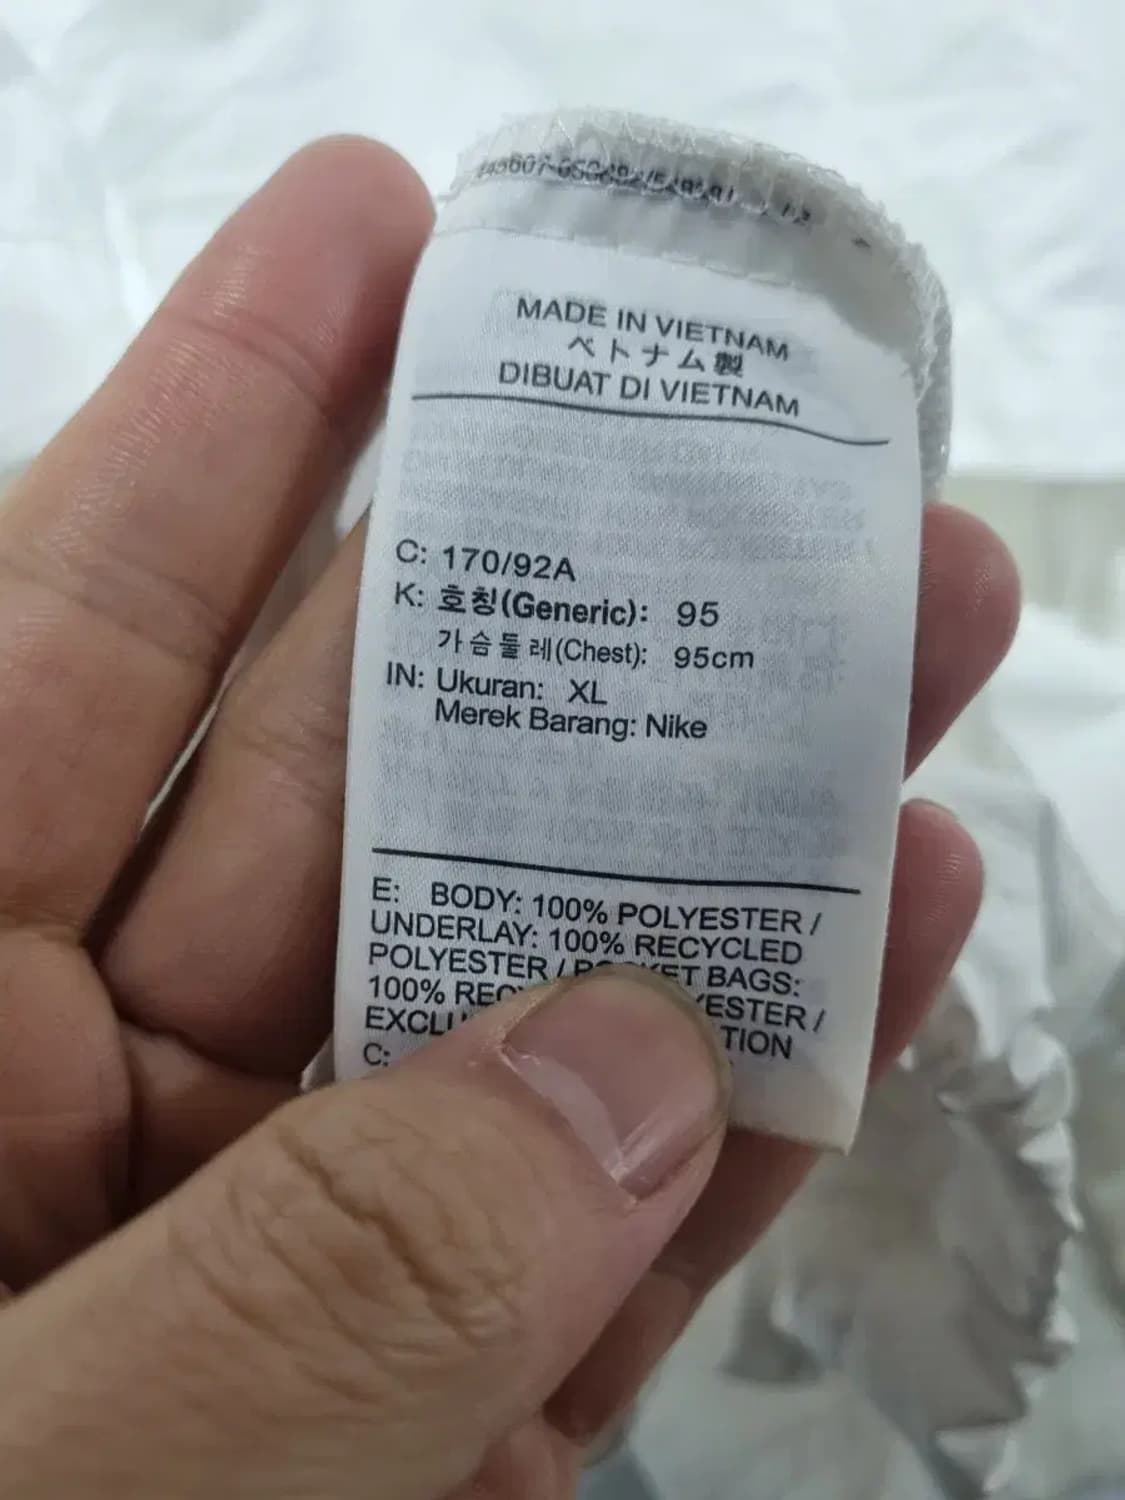 MADE IN VIETNAM
ベトナム製
DIBUAT DI VIETNAM
C: 170/92A
K: 호칭(Generic): 95
가슴둘레(Chest): 95cm
IN: Ukuran: XL
Merek Barang: Nike
E: BODY: 100% POLYESTER /
UNDERLAY: 100% RECYCLED
POLYESTER / BAGS:
100% /
C: